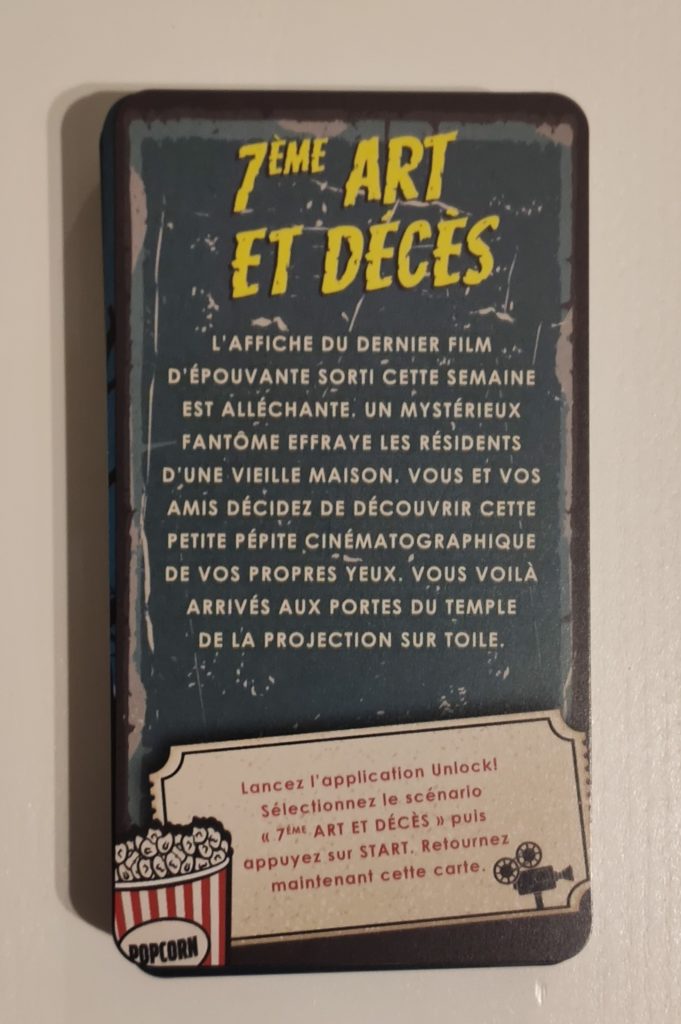 7ÈME ART
ET DÉCÈS
L'AFFICHE DU DERNIER FILM
D'ÉPOUVANTE SORTI CETTE SEMAINE
EST ALLÉCHANTE. UN MYSTÉRIEUX
FANTÔME EFFRAYE LES RÉSIDENTS
D'UNE VIEILLE MAISON. VOUS ET VOS
AMIS DÉCIDEZ DE DÉCOUVRIR CETTE
PETITE PÉPITE CINÉMATOGRAPHIQUE
DE VOS PROPRES YEUX. VOUS VOILÀ
ARRIVÉS AUX PORTES DU TEMPLE
DE LA PROJECTION SUR TOILE.
Lancez l'application Unlock!
Sélectionnez le scénario
« 7ÈME ART ET DÉCÈS » puis
appuyez sur START. Retournez
maintenant cette carte.
POPCORN